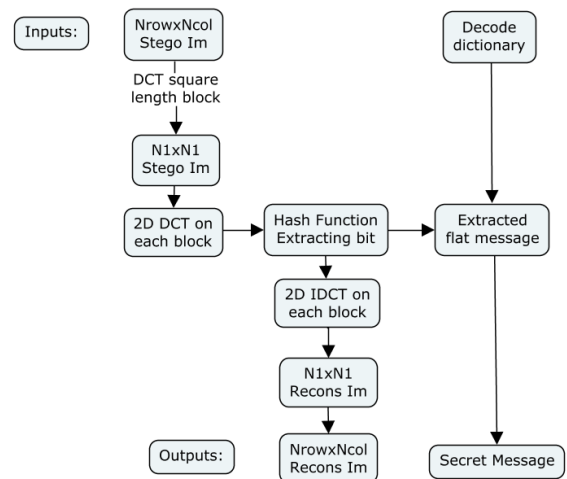 Inputs:
NrowxNcol
Stego Im
Decode
dictionary
DCT square
length block
N1xN1
Stego Im
2D DCT on
each block
Hash Function
Extracting bit
Extracted
flat message
2D IDCT on
each block
N1xN1
Recons Im
Outputs:
NrowxNcol
Recons Im
Secret Message